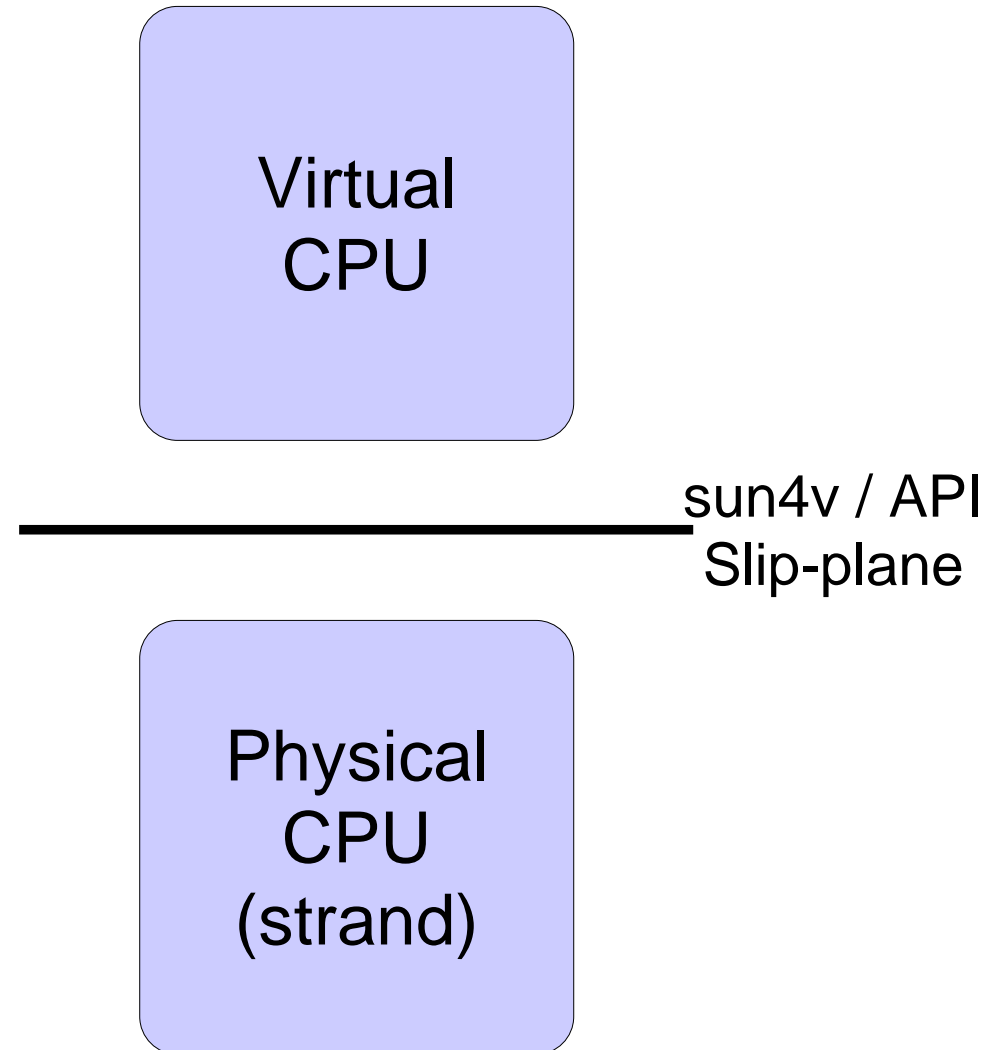 Virtual
CPU
sun4v / API
Slip-plane
Physical
CPU
(strand)